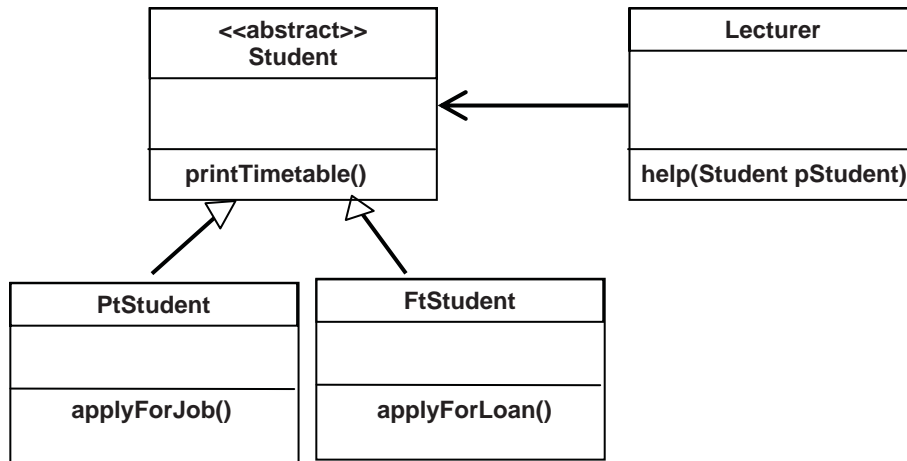 <<abstract>>
Student
printTimetable()
Lecturer
help(Student pStudent)
PtStudent
applyForJob()
FtStudent
applyForLoan()